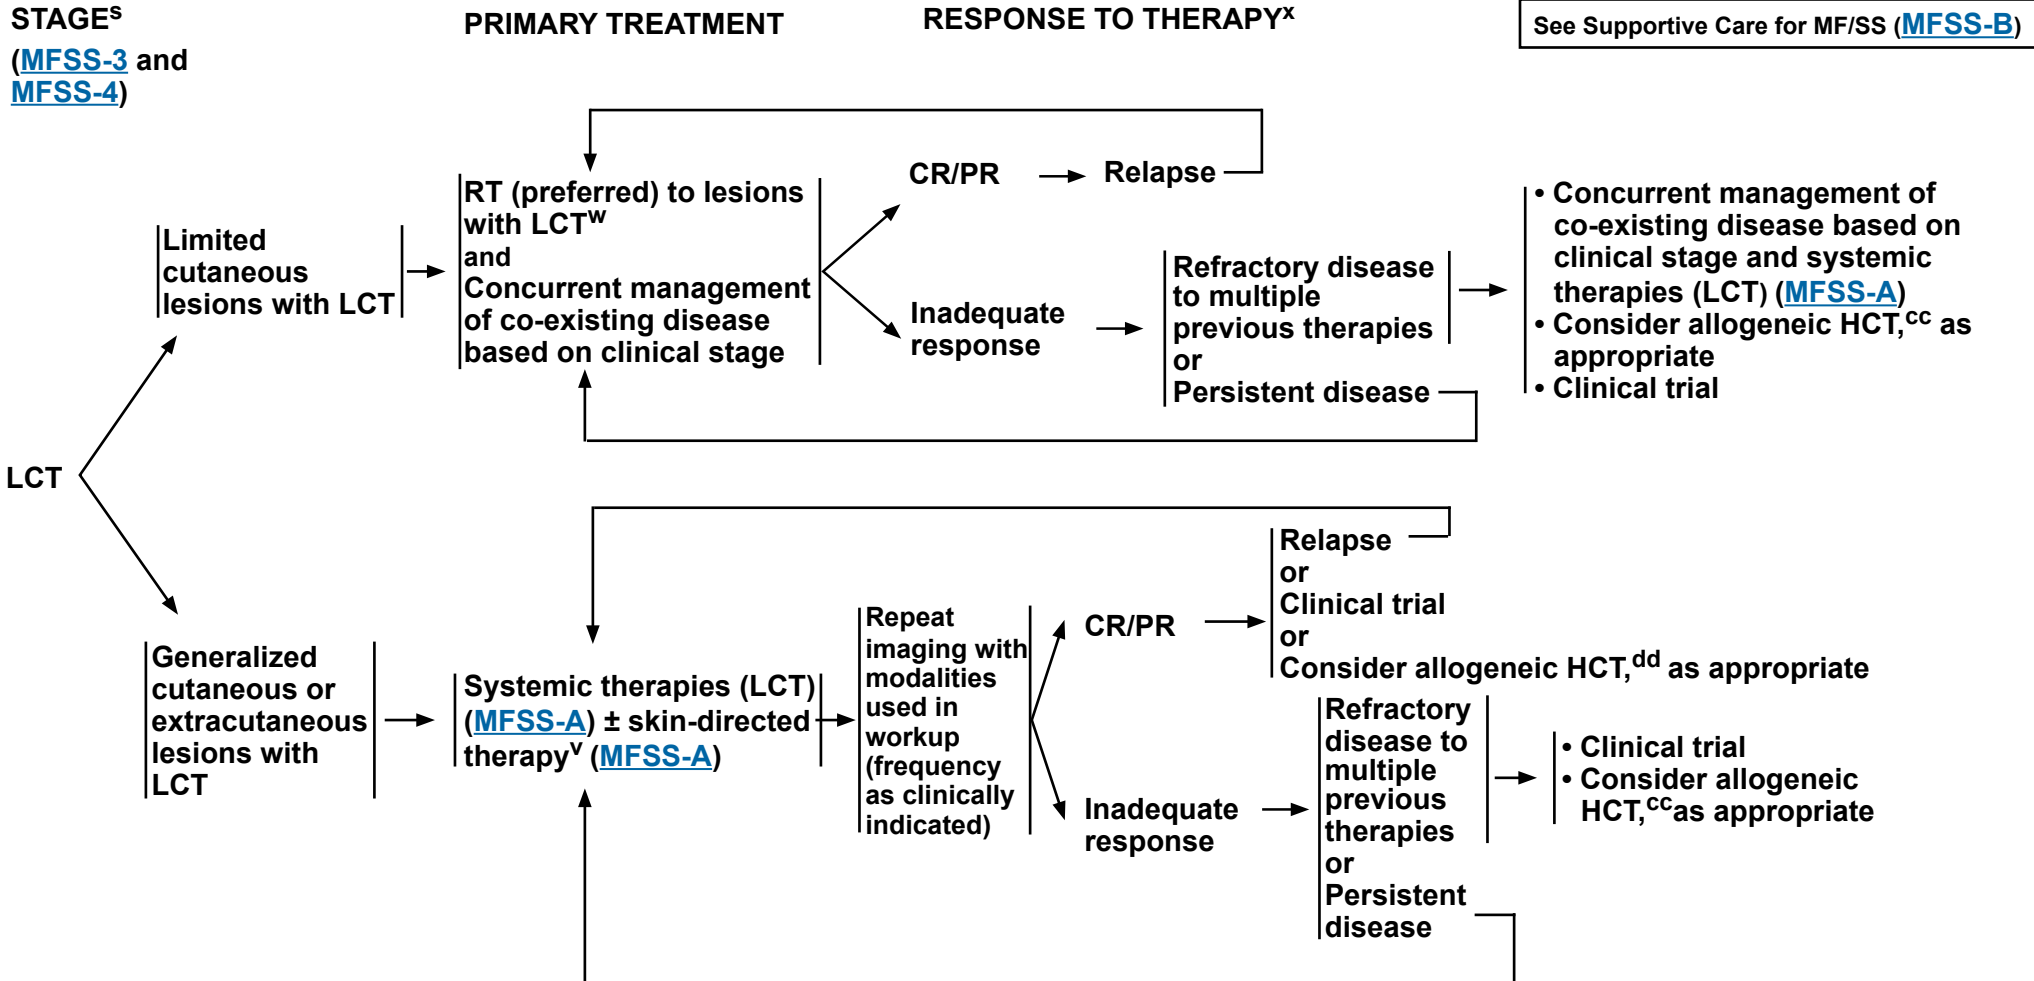 STAGEˢ
(MFSS-3 and
MFSS-4)
PRIMARY TREATMENT
RESPONSE TO THERAPYˣ
See Supportive Care for MF/SS (MFSS-B)
LCT
Limited
cutaneous
lesions with LCT
RT (preferred) to lesions
with LCTʷ
and
Concurrent management
of co-existing disease
based on clinical stage
CR/PR
Relapse
Inadequate
response
Refractory disease
to multiple
previous therapies
or
Persistent disease
• Concurrent management of
co-existing disease based on
clinical stage and systemic
therapies (LCT) (MFSS-A)
• Consider allogeneic HCT,ᶜᶜ as
appropriate
• Clinical trial
Generalized
cutaneous or
extracutaneous
lesions with
LCT
Systemic therapies (LCT)
(MFSS-A) ± skin-directed
therapyᵛ (MFSS-A)
Repeat
imaging with
modalities
used in
workup
(frequency
as clinically
indicated)
CR/PR
Relapse
or
Clinical trial
or
Consider allogeneic HCT,ᵈᵈ as appropriate
Inadequate
response
Refractory
disease to
multiple
previous
therapies
or
Persistent
disease
• Clinical trial
• Consider allogeneic
HCT,ᶜᶜas appropriate